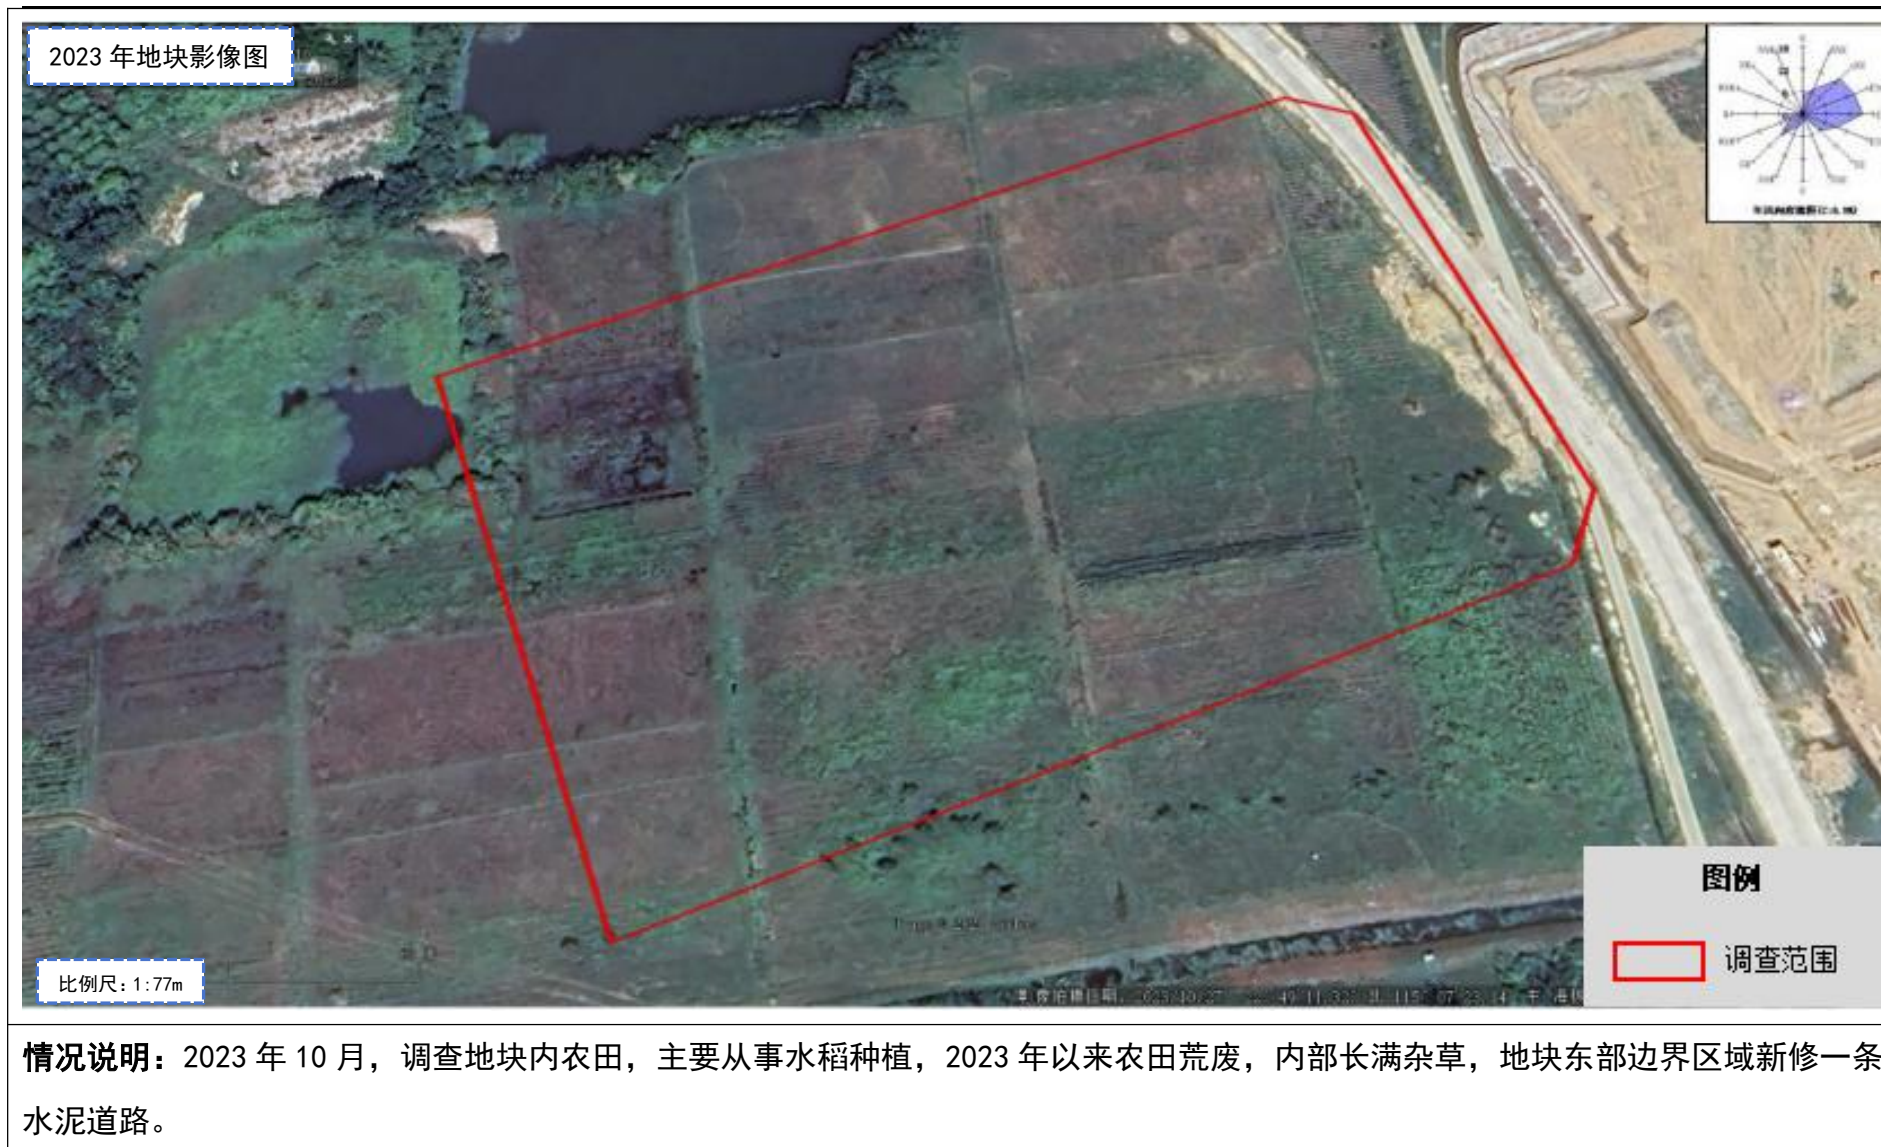 2023 年地块影像图
图例
调查范围
比例尺：1:77m
情况说明：2023 年 10 月，调查地块内农田，主要从事水稻种植，2023 年以来农田荒废，内部长满杂草，地块东部边界区域新修一条
水泥道路。